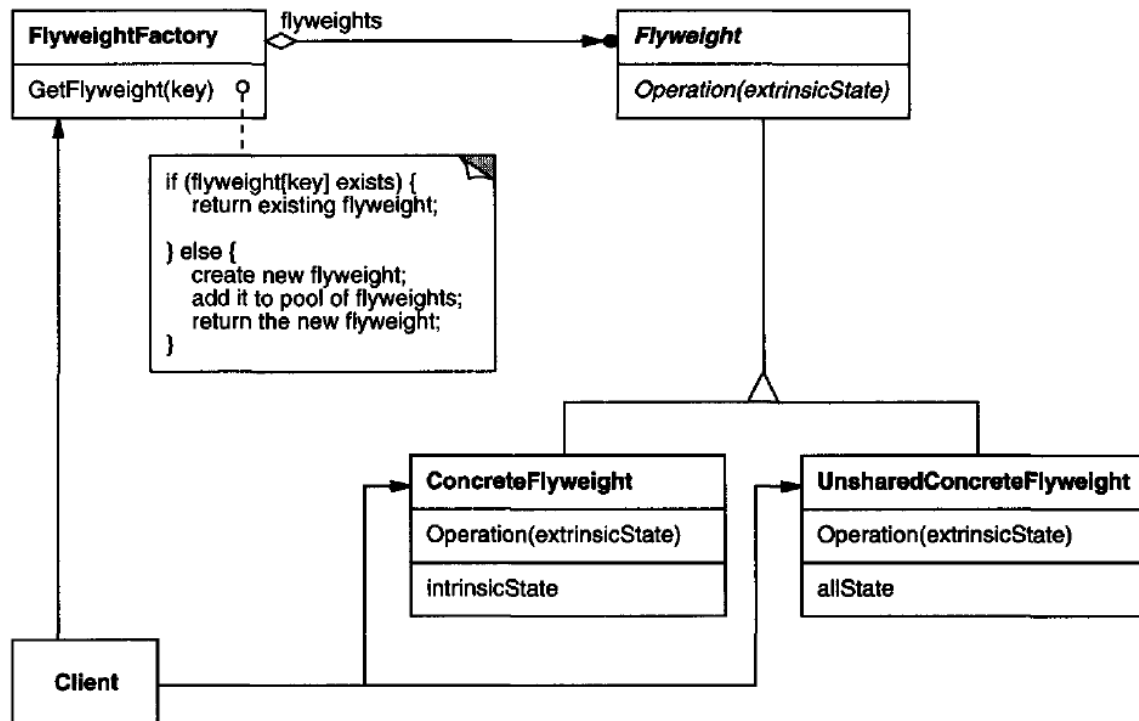 flyweights
FlyweightFactory
GetFlyweight(key)
Flyweight
Operation(extrinsicState)
if (flyweight[key] exists) {
return existing flyweight;
} else {
create new flyweight;
add it to pool of flyweights;
return the new flyweight;
}
ConcreteFlyweight
Operation(extrinsicState)
intrinsicState
UnsharedConcreteFlyweight
Operation(extrinsicState)
allState
Client